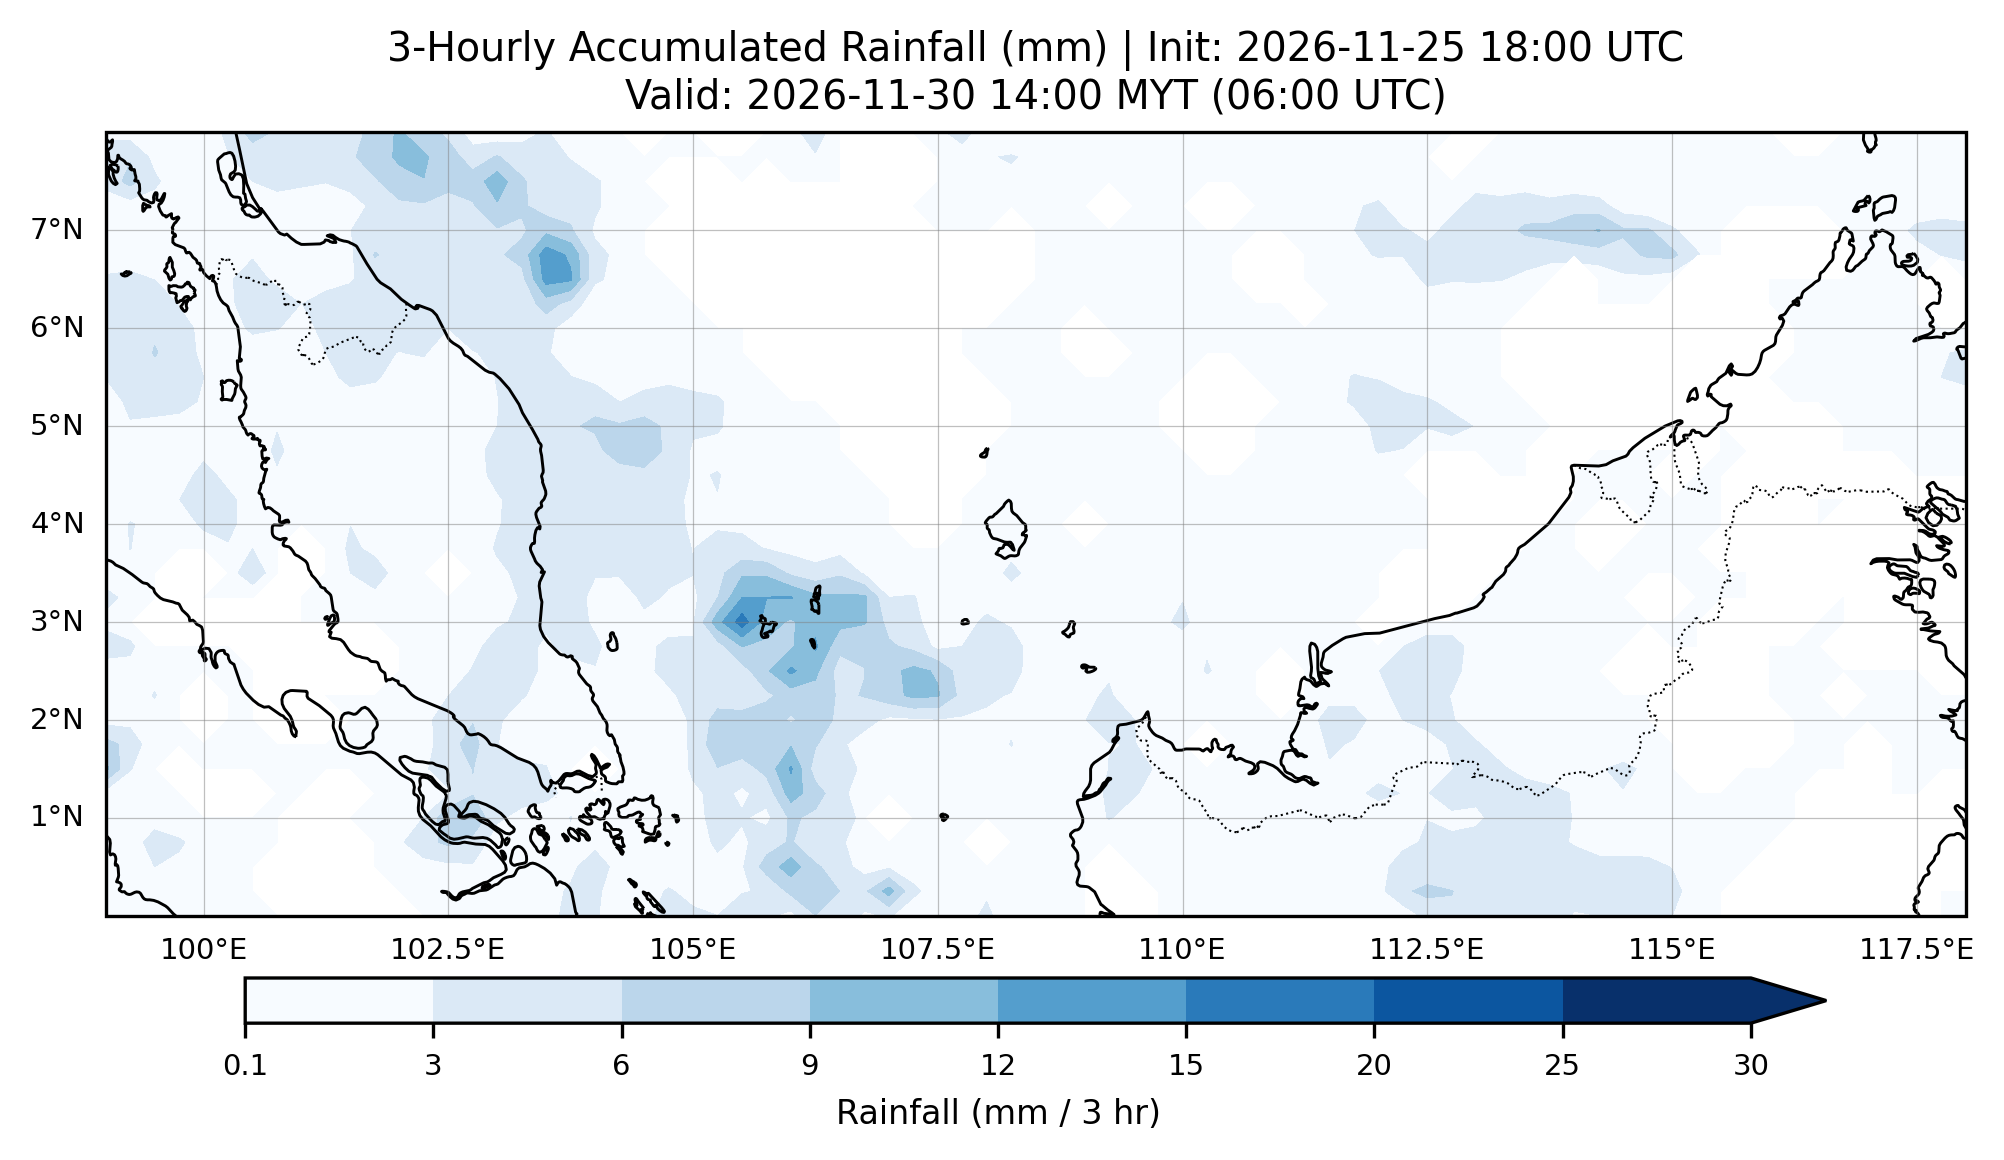 3-Hourly Accumulated Rainfall (mm) | Init: 2026-11-25 18:00 UTC
Valid: 2026-11-30 14:00 MYT (06:00 UTC)
7°N
6°N
5°N
4°N
3°N
2°N
1°N
100°E 102.5°E 105°E 107.5°E 110°E 112.5°E 115°E 117.5°E
0.1 3 6 9 12 15 20 25 30
Rainfall (mm / 3 hr)